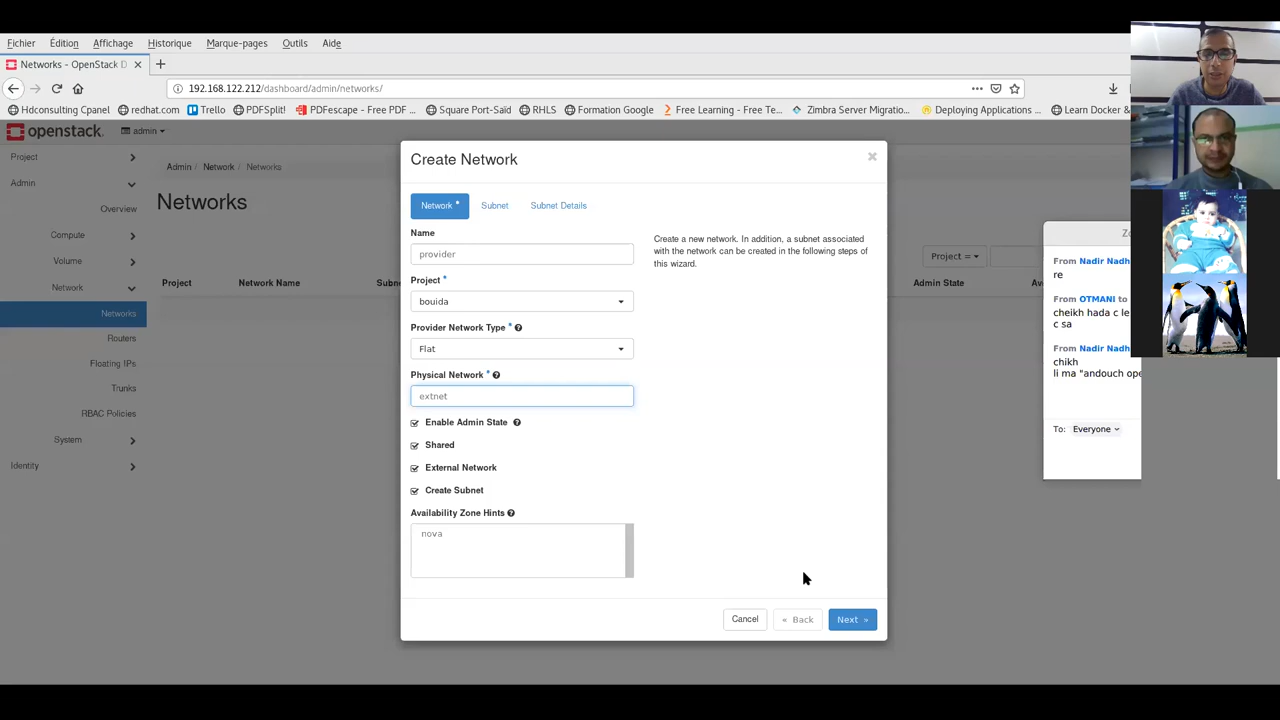 Fichier Édition Affichage Historique Marque-pages Outils Aide
Networks - OpenStack D
192.168.122.212/dashboard/admin/networks/
Hdconsulting Cpanel redhat.com Trello PDFSplit! PDFescape - Free PDF ... Square Port-Saïd RHLS Formation Google Free Learning - Free Te... Zimbra Server Migratio... Deploying Applications ... Learn Docker &
openstack. admin
Project
Admin
Overview
Compute
Volume
Network
Networks
Routers
Floating IPs
Trunks
RBAC Policies
System
Identity
Admin / Network / Networks
Networks
Project =
Project Network Name Subn Admin State Av
Create Network
Network * Subnet Subnet Details
Name
provider
Project *
bouida
Provider Network Type *
Flat
Physical Network *
extnet
Enable Admin State
Shared
External Network
Create Subnet
Availability Zone Hints
nova
Create a new network. In addition, a subnet associated
with the network can be created in the following steps of
this wizard.
Cancel « Back Next »
Zo
From Nadir Nadh
re
From OTMANI to
cheikh hada c le
c sa
From Nadir Nadh
chikh
li ma "andouch ope
To: Everyone